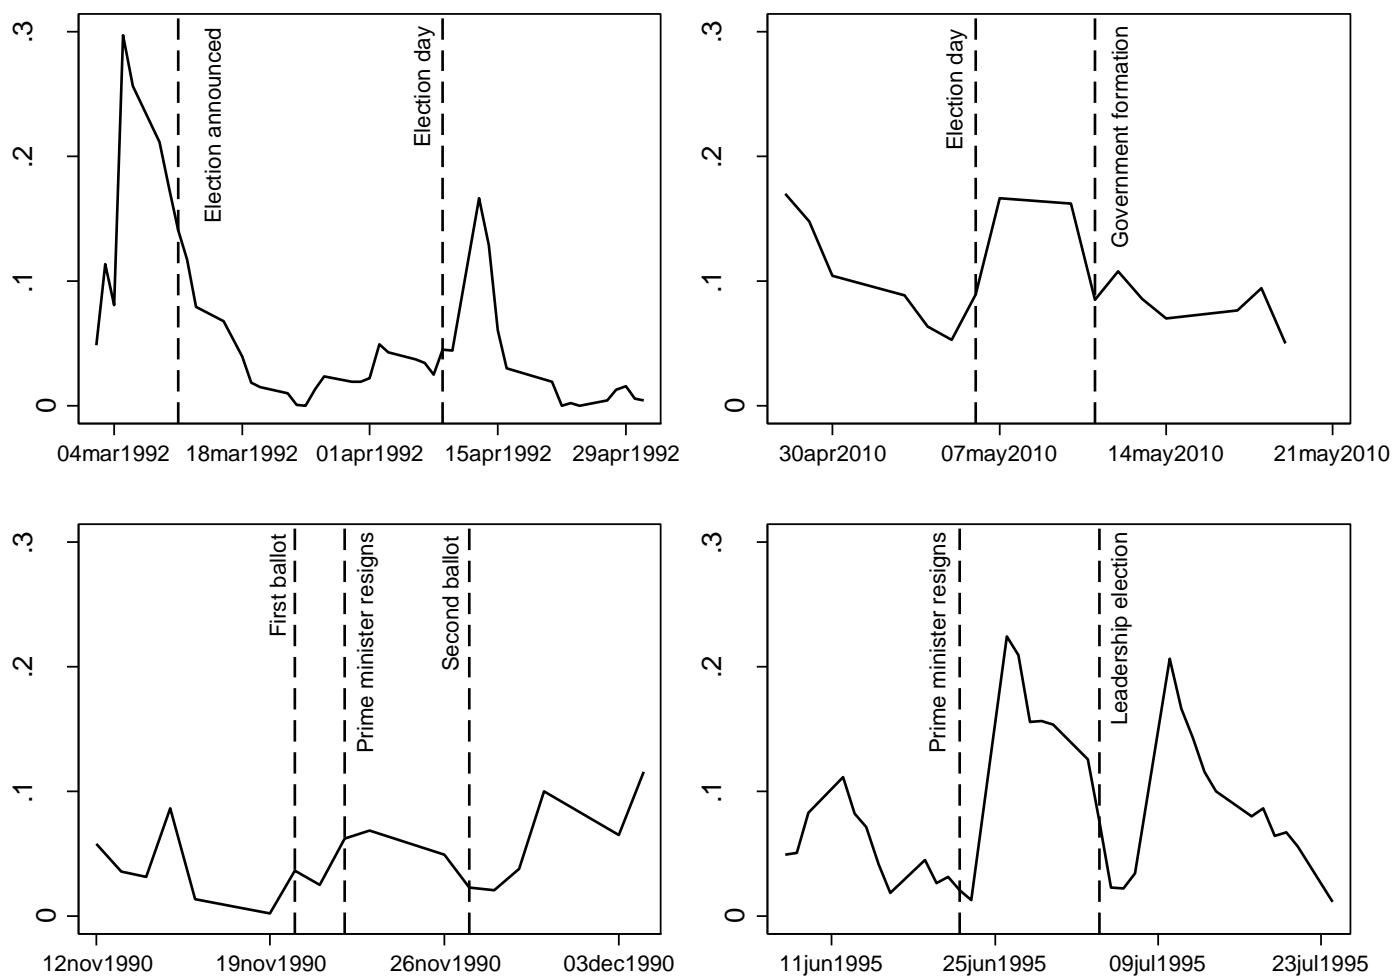 .3
.2
.1
0
Election announced
Election day
04mar1992 18mar1992 01apr1992 15apr1992 29apr1992
.3
.2
.1
0
Election day
Government formation
30apr2010 07may2010 14may2010 21may2010
.3
.2
.1
0
First ballot
Prime minister resigns
Second ballot
12nov1990 19nov1990 26nov1990 03dec1990
.3
.2
.1
0
Prime minister resigns
Leadership election
11jun1995 25jun1995 09jul1995 23jul1995